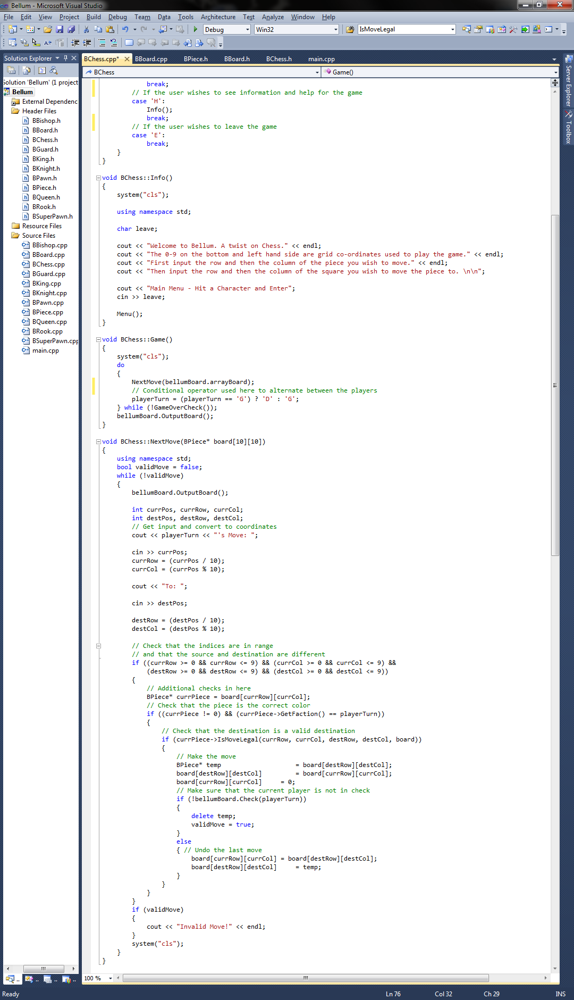 Bellum - Microsoft Visual Studio
File Edit View Project Build Debug Team Data Tools Architecture Test Analyze Window Help
Debug Win32 IsMoveLegal
Solution Explorer
BChess.cpp* BBoard.cpp BPiece.h BBoard.h BChess.h main.cpp
BChess Game()
Solution 'Bellum' (1 project
Bellum
External Dependenc
Header Files
BBishop.h
BBoard.h
BChess.h
BGuard.h
BKing.h
BKnight.h
BPawn.h
BPiece.h
BQueen.h
BRook.h
BSuperPawn.h
Resource Files
Source Files
BBishop.cpp
BBoard.cpp
BChess.cpp
BGuard.cpp
BKing.cpp
BKnight.cpp
BPawn.cpp
BPiece.cpp
BQueen.cpp
BRook.cpp
BSuperPawn.cpp
main.cpp
break;
// If the user wishes to see information and help for the game
case 'H':
Info();
break;
// If the user wishes to leave the game
case 'E':
break;
}
}
void BChess::Info()
{
system("cls");
using namespace std;
char leave;
cout << "Welcome to Bellum. A twist on Chess." << endl;
cout << "The 0-9 on the bottom and left hand side are grid co-ordinates used to play the game." << endl;
cout << "First input the row and then the column of the piece you wish to move." << endl;
cout << "Then input the row and then the column of the square you wish to move the piece to. \n\n";
cout << "Main Menu - Hit a Character and Enter";
cin >> leave;
Menu();
}
void BChess::Game()
{
system("cls");
do
{
NextMove(bellumBoard.arrayBoard);
// Conditional operator used here to alternate between the players
playerTurn = (playerTurn == 'G') ? 'D' : 'G';
} while (!GameOverCheck());
bellumBoard.OutputBoard();
}
void BChess::NextMove(BPiece* board[10][10])
{
using namespace std;
bool validMove = false;
while (!validMove)
{
bellumBoard.OutputBoard();
int currPos, currRow, currCol;
int destPos, destRow, destCol;
// Get input and convert to coordinates
cout << playerTurn << "'s Move: ";
cin >> currPos;
currRow = (currPos / 10);
currCol = (currPos % 10);
cout << "To: ";
cin >> destPos;
destRow = (destPos / 10);
destCol = (destPos % 10);
// Check that the indices are in range
// and that the source and destination are different
if ((currRow >= 0 && currRow <= 9) && (currCol >= 0 && currCol <= 9) &&
(destRow >= 0 && destRow <= 9) && (destCol >= 0 && destCol <= 9))
{
// Additional checks in here
BPiece* currPiece = board[currRow][currCol];
// Check that the piece is the correct color
if ((currPiece != 0) && (currPiece->GetFaction() == playerTurn))
{
// Check that the destination is a valid destination
if (currPiece->IsMoveLegal(currRow, currCol, destRow, destCol, board))
{
// Make the move
BPiece* temp = board[destRow][destCol];
board[destRow][destCol] = board[currRow][currCol];
board[currRow][currCol] = 0;
// Make sure that the current player is not in check
if (!bellumBoard.Check(playerTurn))
{
delete temp;
validMove = true;
}
else
{ // Undo the last move
board[currRow][currCol] = board[destRow][destCol];
board[destRow][destCol] = temp;
}
}
}
}
if (validMove)
{
cout << "Invalid Move!" << endl;
}
system("cls");
}
}
Server Explorer
Toolbox
100 %
Ready Ln 76 Col 32 Ch 29 INS